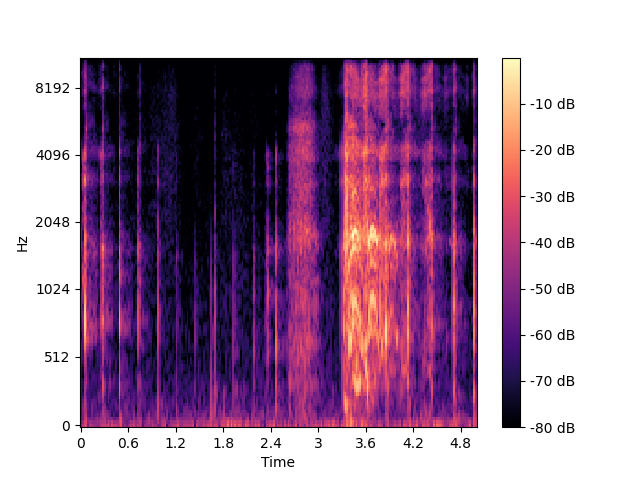 8192
4096
2048
1024
512
0
Hz
0 0.6 1.2 1.8 2.4 3 3.6 4.2 4.8
Time
-10 dB
-20 dB
-30 dB
-40 dB
-50 dB
-60 dB
-70 dB
-80 dB